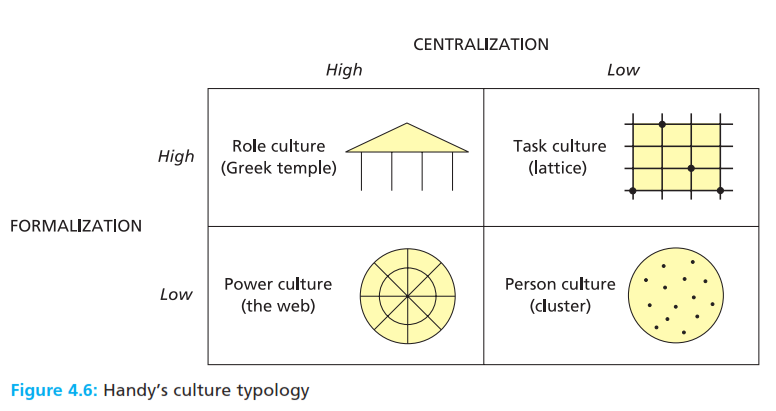 CENTRALIZATION
High
Low
High
Role culture
(Greek temple)
Task culture
(lattice)
FORMALIZATION
Low
Power culture
(the web)
Person culture
(cluster)
Figure 4.6: Handy's culture typology